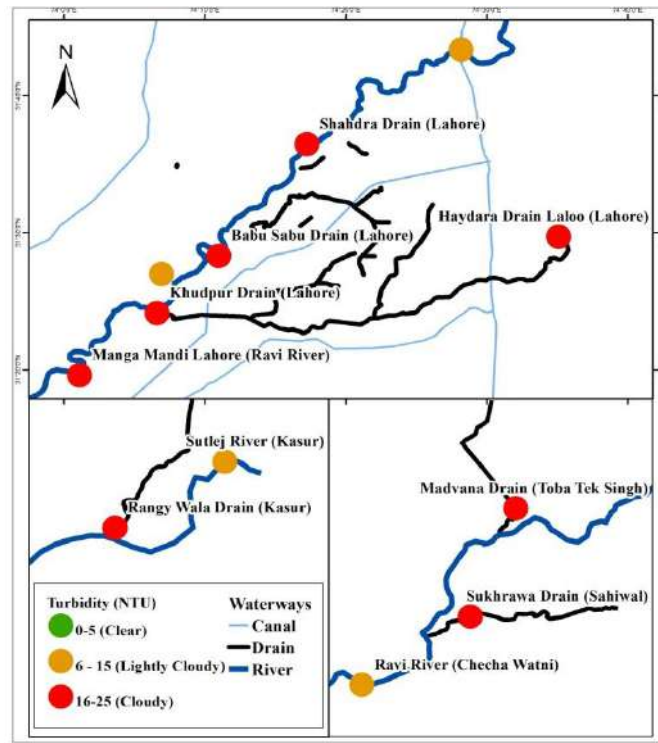 N
Shahdra Drain (Lahore)
Haydara Drain Laloo (Lahore)
Babu Sabu Drain (Lahore)
Khudpur Drain (Lahore)
Manga Mandi Lahore (Ravi River)
Sutlej River (Kasur)
Rangy Wala Drain (Kasur)
Madvana Drain (Toba Tek Singh)
Sukhrawa Drain (Sahiwal)
Ravi River (Checha Watni)
Turbidity (NTU)
0-5 (Clear)
6 - 15 (Lightly Cloudy)
16-25 (Cloudy)
Waterways
Canal
Drain
River